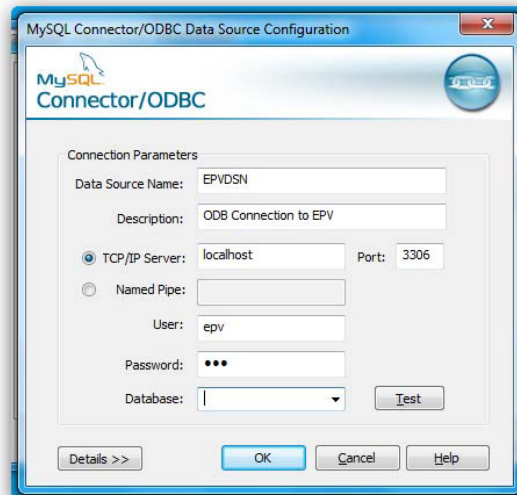 MySQL Connector/ODBC Data Source Configuration
MySQL
Connector/ODBC
Connection Parameters
Data Source Name: EPVDSN
Description: ODB Connection to EPV
TCP/IP Server: localhost Port: 3306
Named Pipe:
User: epv
Password: •••
Database: Test
Details >> OK Cancel Help